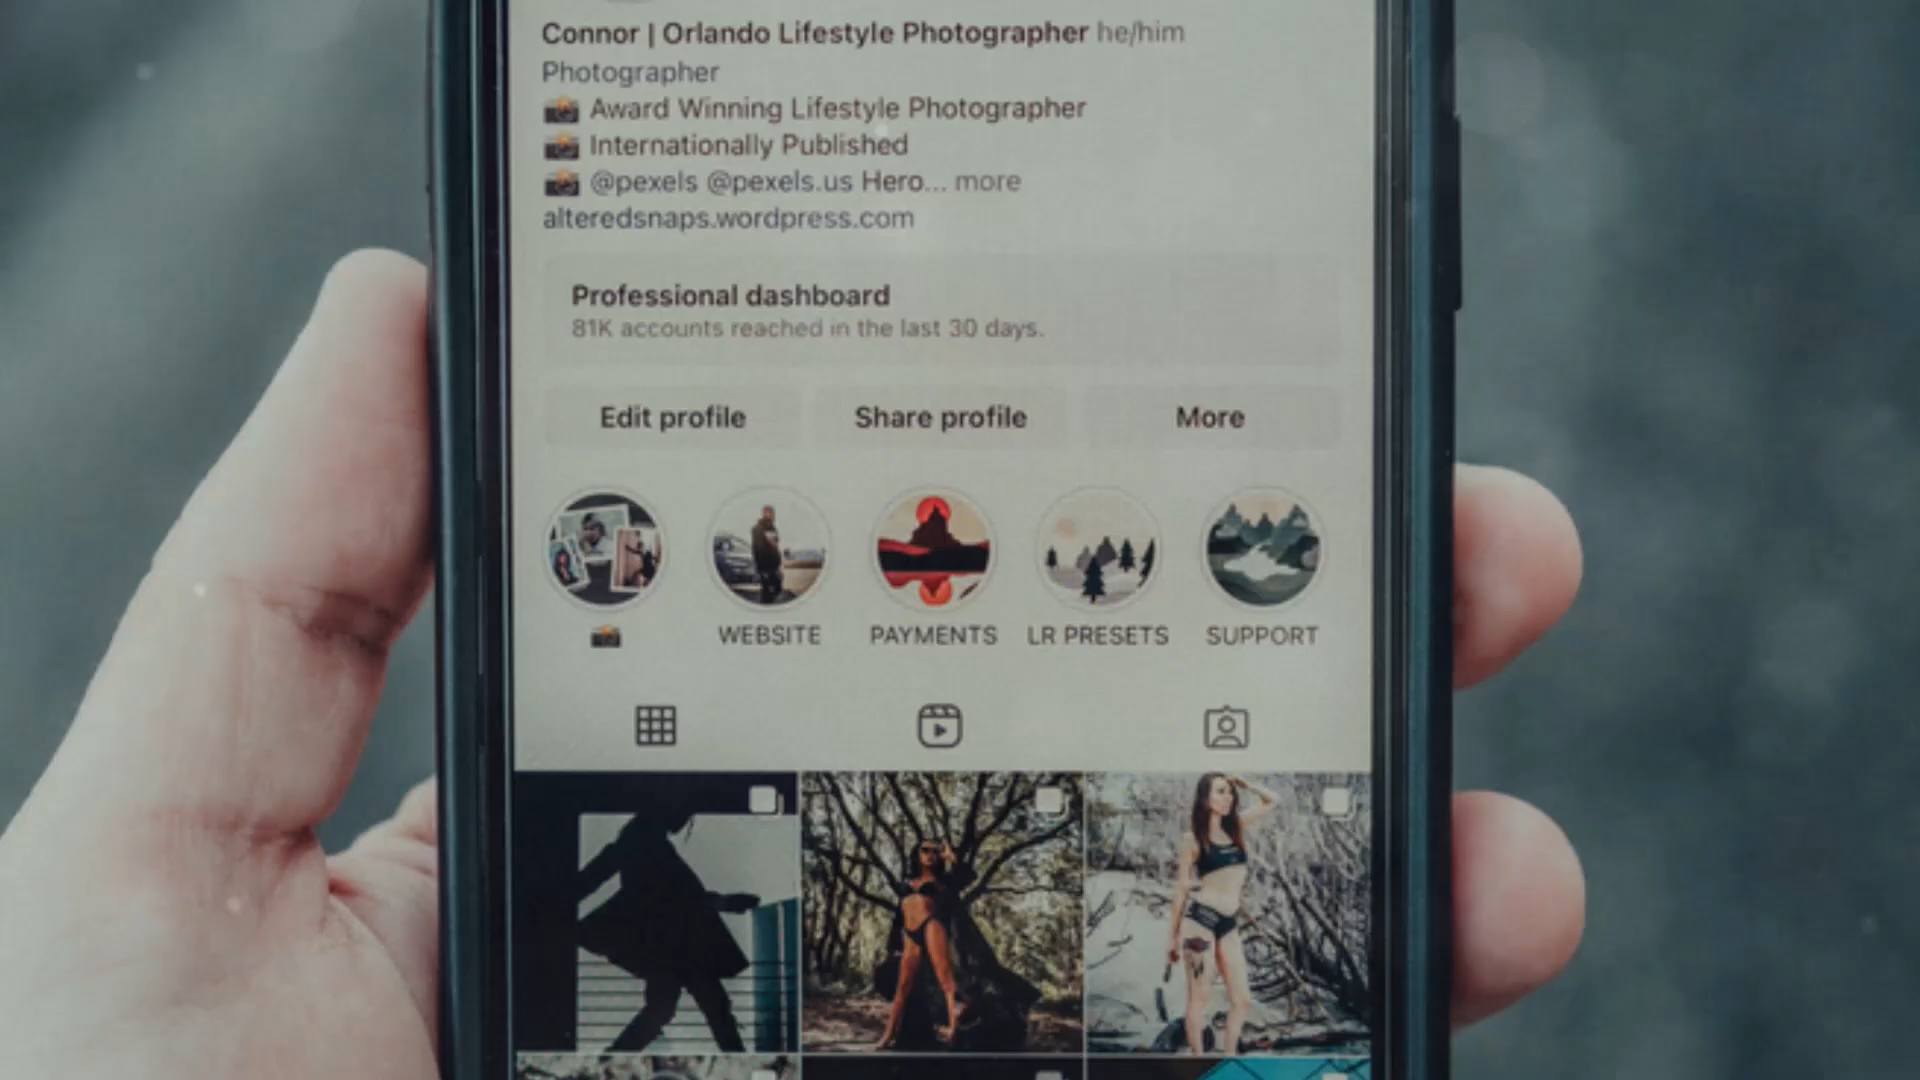 Connor | Orlando Lifestyle Photographer he/him
Photographer
📸 Award Winning Lifestyle Photographer
📸 Internationally Published
📸 @pexels @pexels.us Hero... more
alteredsnaps.wordpress.com
Professional dashboard
81K accounts reached in the last 30 days.
Edit profile Share profile More
📸 WEBSITE PAYMENTS LR PRESETS SUPPORT